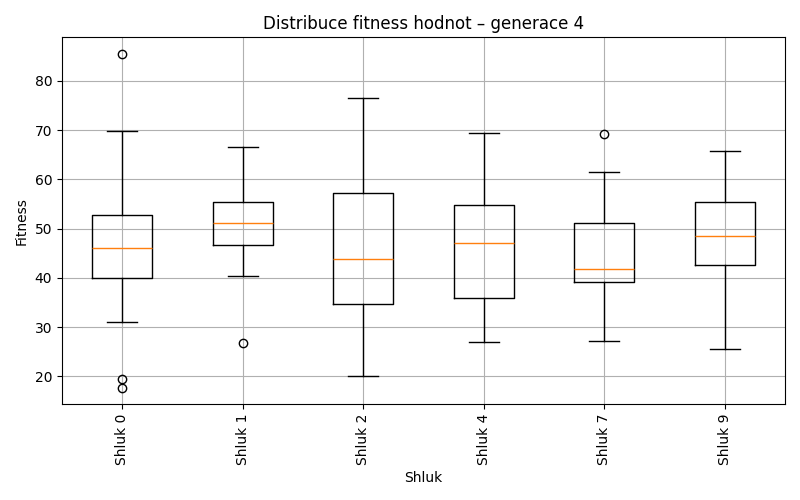 Distribuce fitness hodnot – generace 4
Fitness
80
70
60
50
40
30
20
Shluk 0
Shluk 1
Shluk 2
Shluk 4
Shluk 7
Shluk 9
Shluk